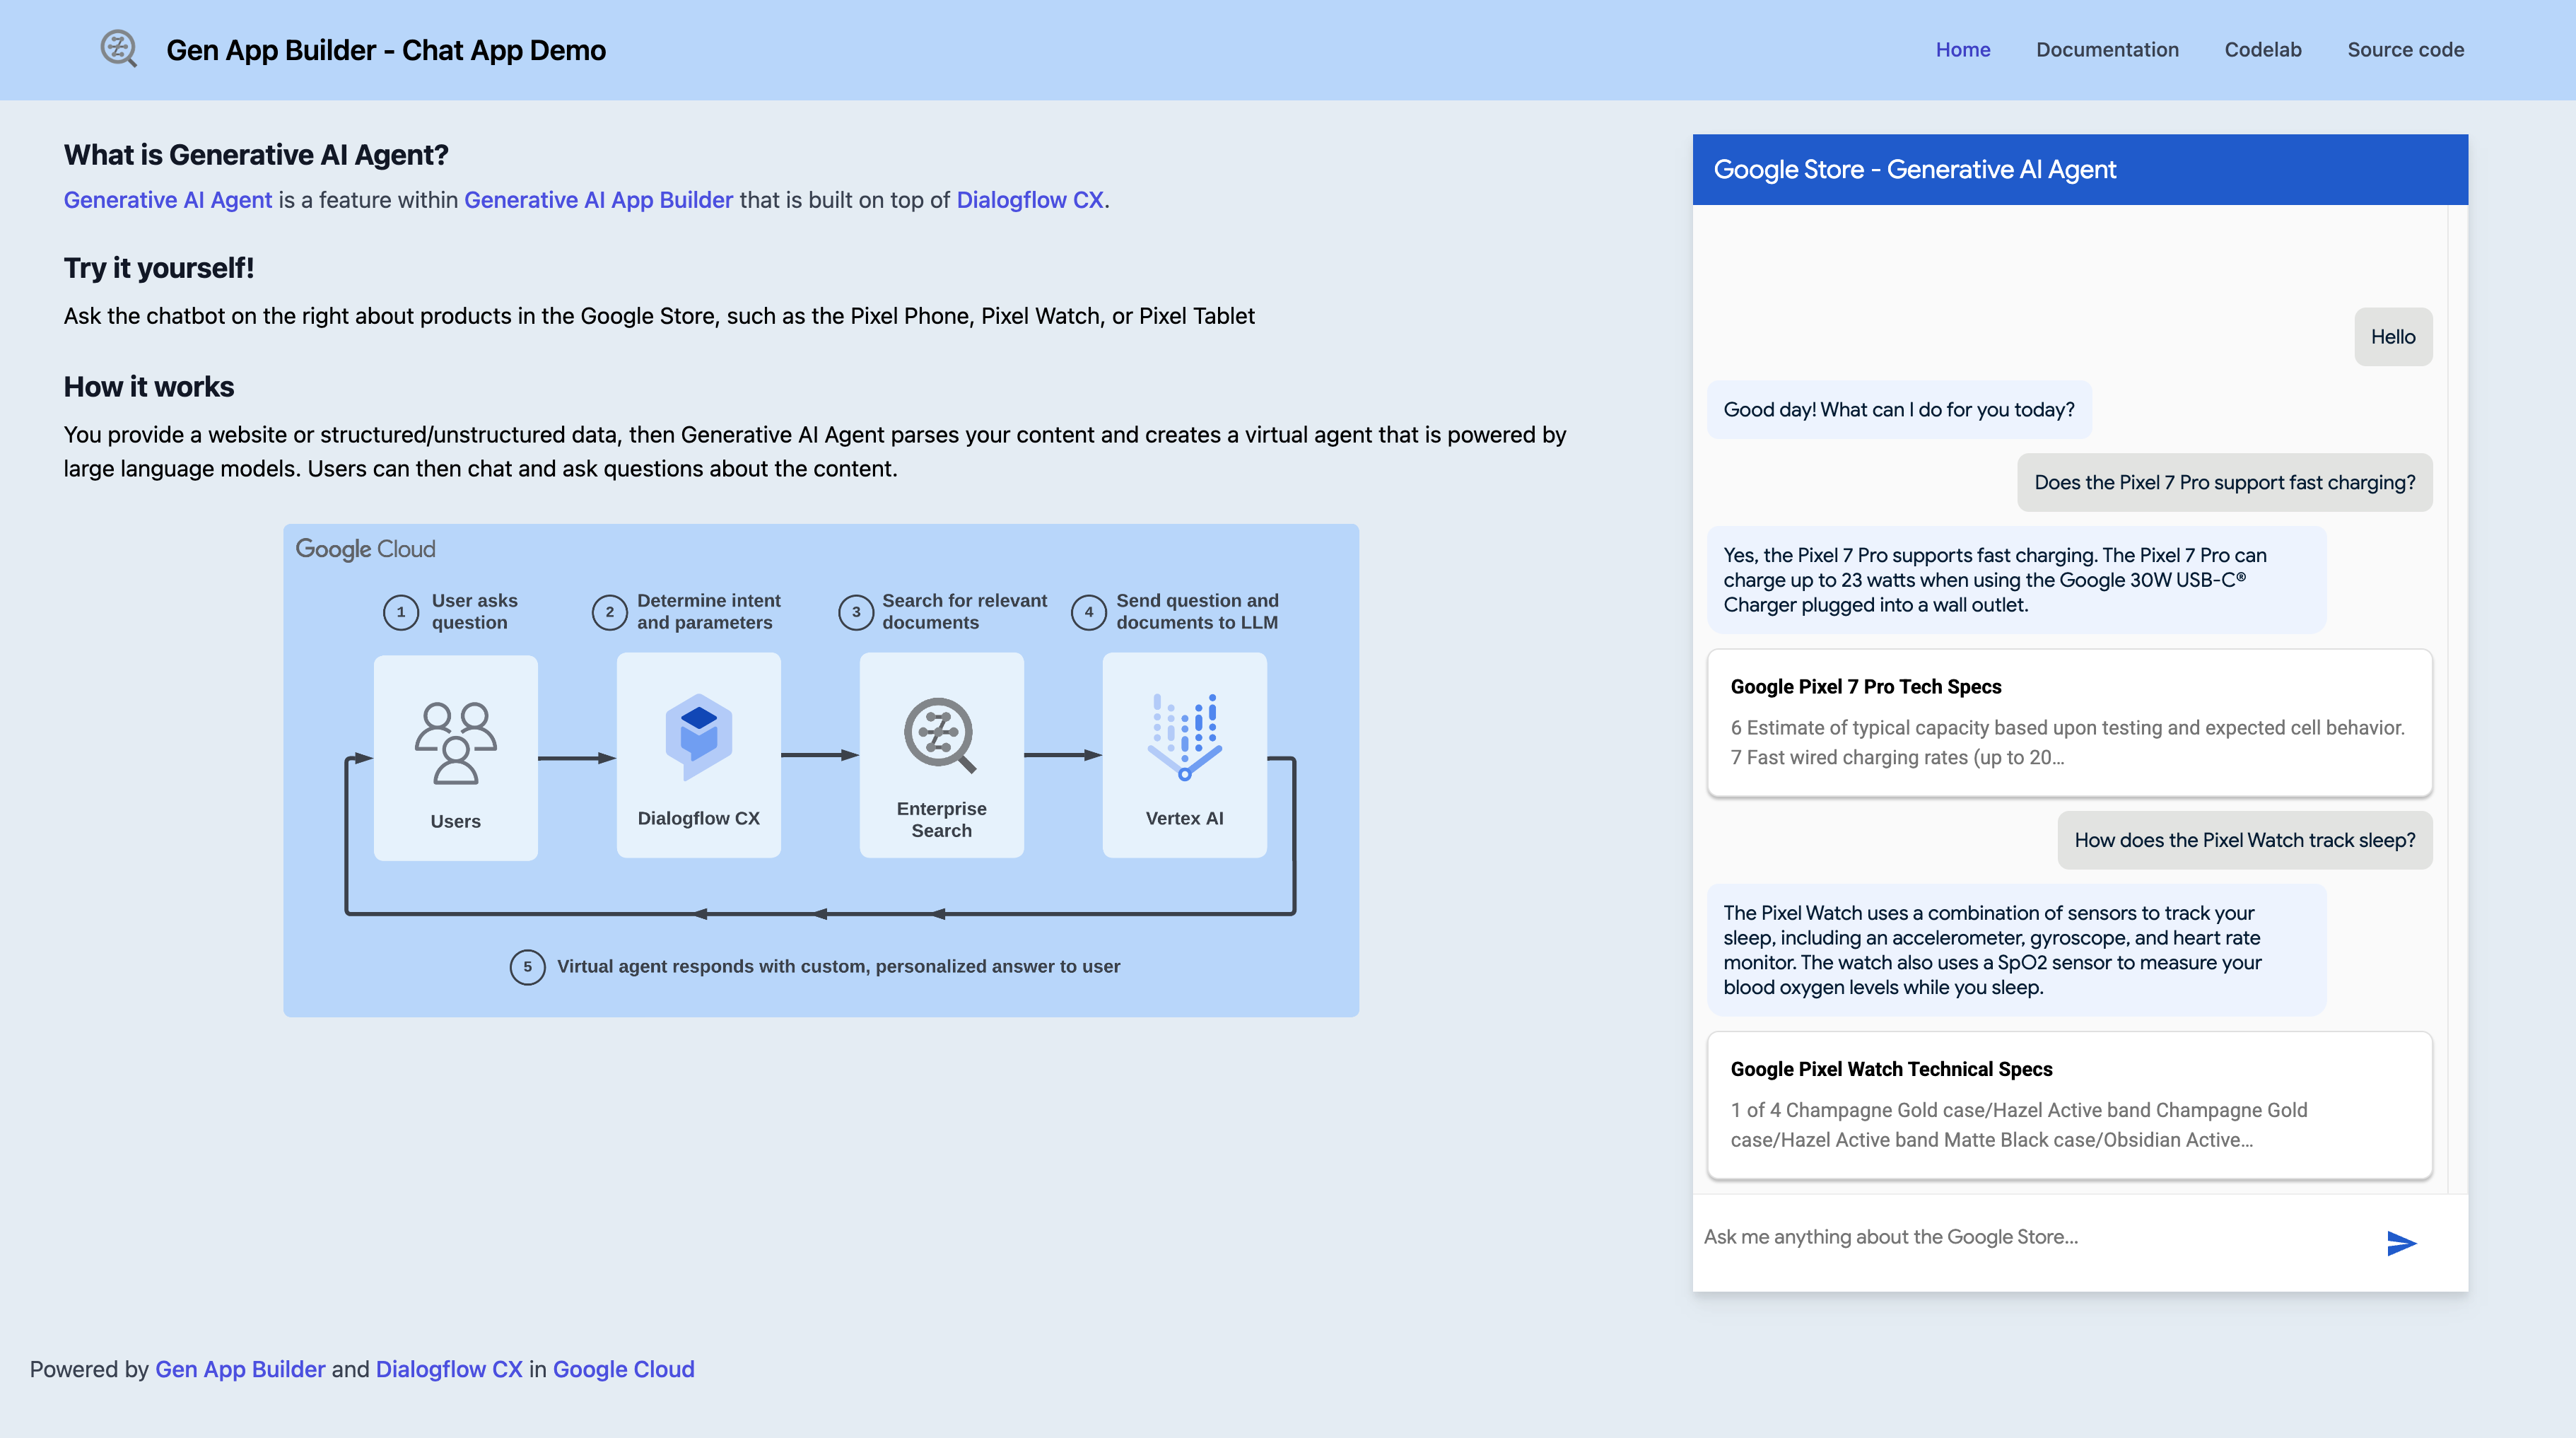 Gen App Builder - Chat App Demo
Home Documentation Codelab Source code
What is Generative AI Agent?
Generative AI Agent is a feature within Generative AI App Builder that is built on top of Dialogflow CX.
Try it yourself!
Ask the chatbot on the right about products in the Google Store, such as the Pixel Phone, Pixel Watch, or Pixel Tablet
How it works
You provide a website or structured/unstructured data, then Generative AI Agent parses your content and creates a virtual agent that is powered by
large language models. Users can then chat and ask questions about the content.
Google Cloud
1 User asks
question
2 Determine intent
and parameters
3 Search for relevant
documents
4 Send question and
documents to LLM
Users
Dialogflow CX
Enterprise
Search
Vertex AI
5 Virtual agent responds with custom, personalized answer to user
Google Store - Generative AI Agent
Hello
Good day! What can I do for you today?
Does the Pixel 7 Pro support fast charging?
Yes, the Pixel 7 Pro supports fast charging. The Pixel 7 Pro can
charge up to 23 watts when using the Google 30W USB-C®
Charger plugged into a wall outlet.
Google Pixel 7 Pro Tech Specs
6 Estimate of typical capacity based upon testing and expected cell behavior.
7 Fast wired charging rates (up to 20...
How does the Pixel Watch track sleep?
The Pixel Watch uses a combination of sensors to track your
sleep, including an accelerometer, gyroscope, and heart rate
monitor. The watch also uses a SpO2 sensor to measure your
blood oxygen levels while you sleep.
Google Pixel Watch Technical Specs
1 of 4 Champagne Gold case/Hazel Active band Champagne Gold
case/Hazel Active band Matte Black case/Obsidian Active...
Ask me anything about the Google Store...
Powered by Gen App Builder and Dialogflow CX in Google Cloud